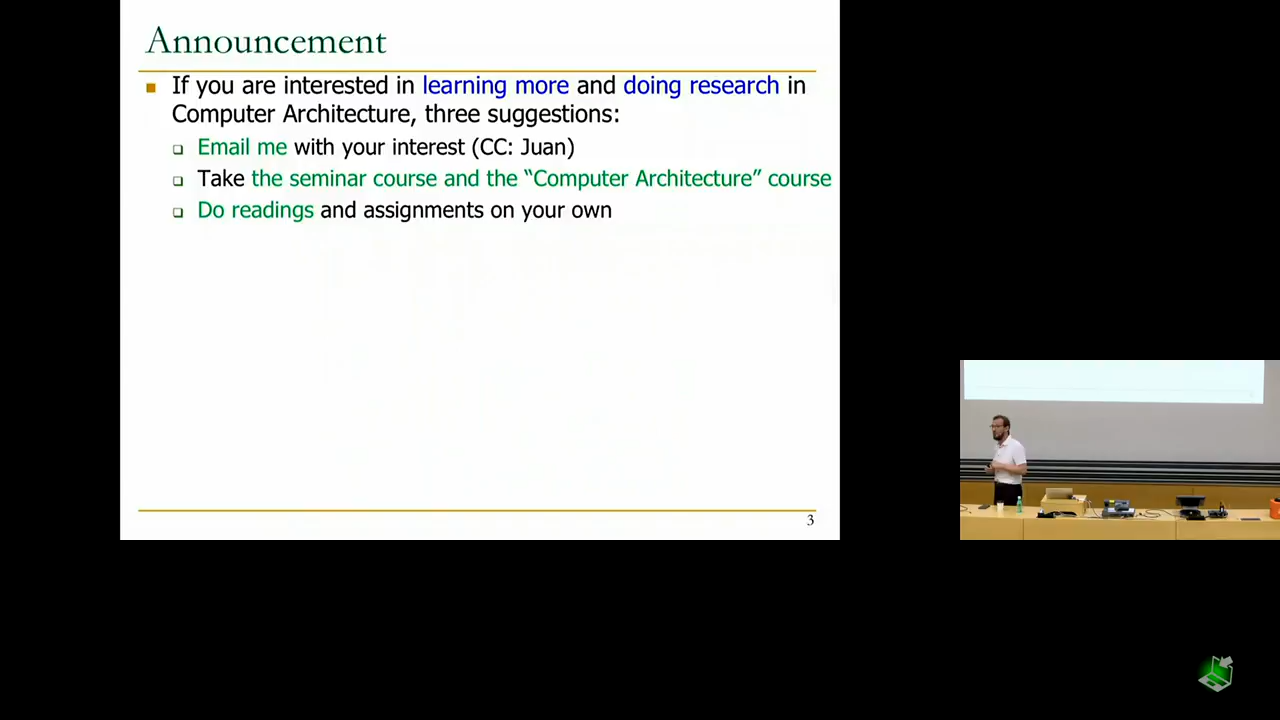 Announcement
If you are interested in learning more and doing research in
Computer Architecture, three suggestions:
Email me with your interest (CC: Juan)
Take the seminar course and the “Computer Architecture” course
Do readings and assignments on your own
3